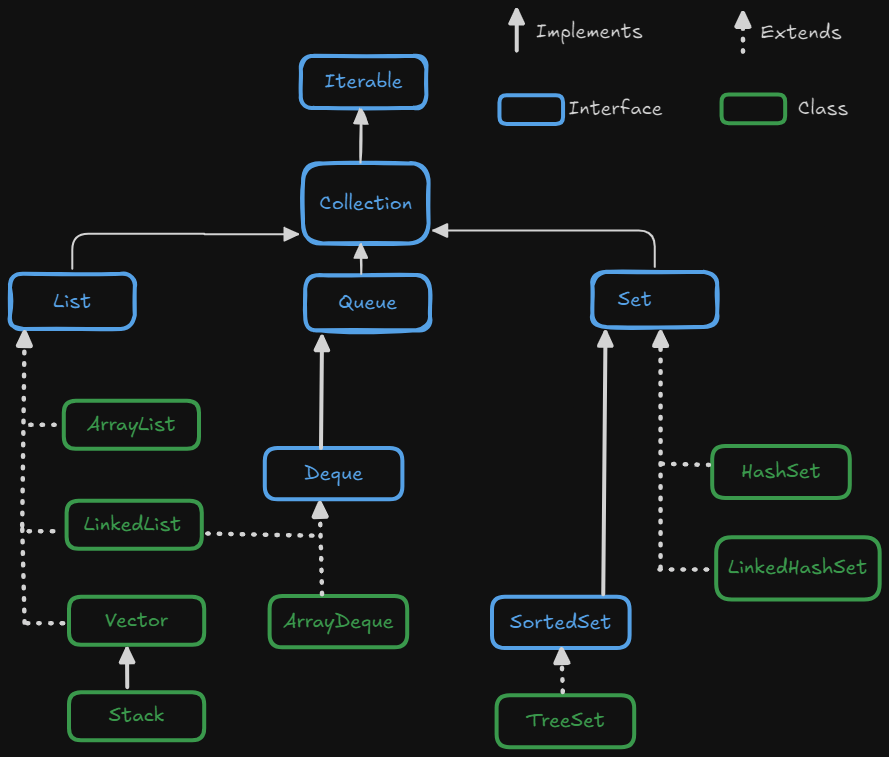 Implements
Extends
Iterable
Interface
Class
Collection
List
Queue
Set
ArrayList
Deque
HashSet
LinkedList
LinkedHashSet
Vector
ArrayDeque
SortedSet
Stack
TreeSet